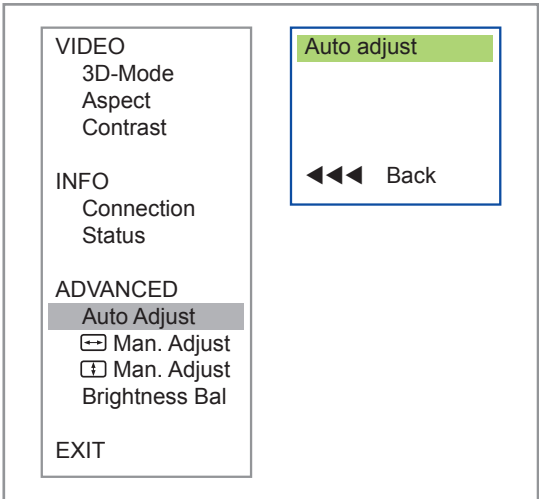 VIDEO
3D-Mode
Aspect
Contrast
INFO
Connection
Status
ADVANCED
Auto Adjust
Man. Adjust
Man. Adjust
Brightness Bal
EXIT
Auto adjust
Back